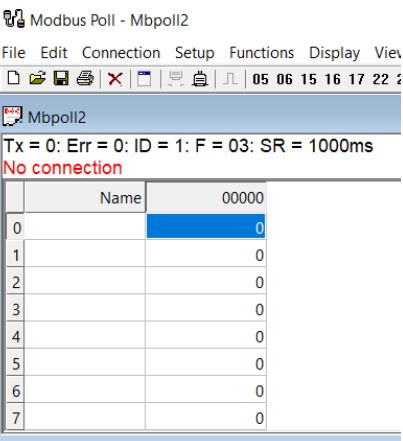 Modbus Poll - Mbpoll2
File Edit Connection Setup Functions Display View
05 06 15 16 17 22
Mbpoll2
Tx = 0: Err = 0: ID = 1: F = 03: SR = 1000ms
No connection
Name 00000
0 0
1 0
2 0
3 0
4 0
5 0
6 0
7 0